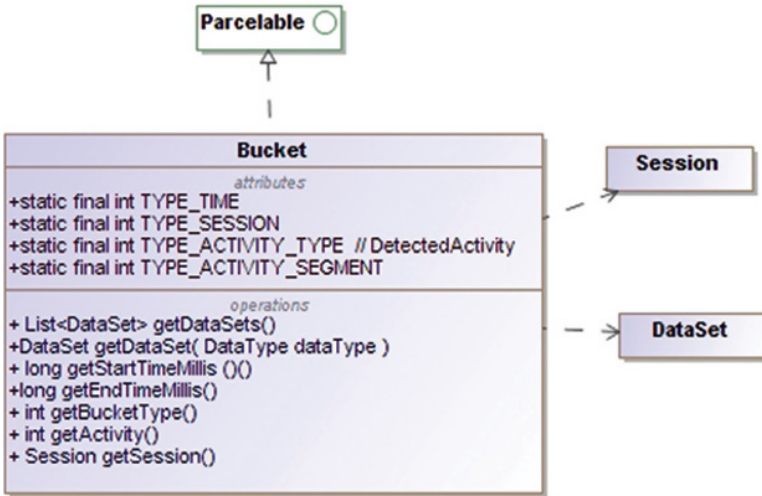 Parcelable
Bucket
attributes
+static final int TYPE_TIME
+static final int TYPE_SESSION
+static final int TYPE_ACTIVITY_TYPE // DetectedActivity
+static final int TYPE_ACTIVITY_SEGMENT
operations
+ List<DataSet> getDataSets()
+DataSet getDataSet( DataType dataType )
+ long getStartTimeMillis ()()
+long getEndTimeMillis()
+ int getBucketType()
+ int getActivity()
+ Session getSession()
Session
DataSet